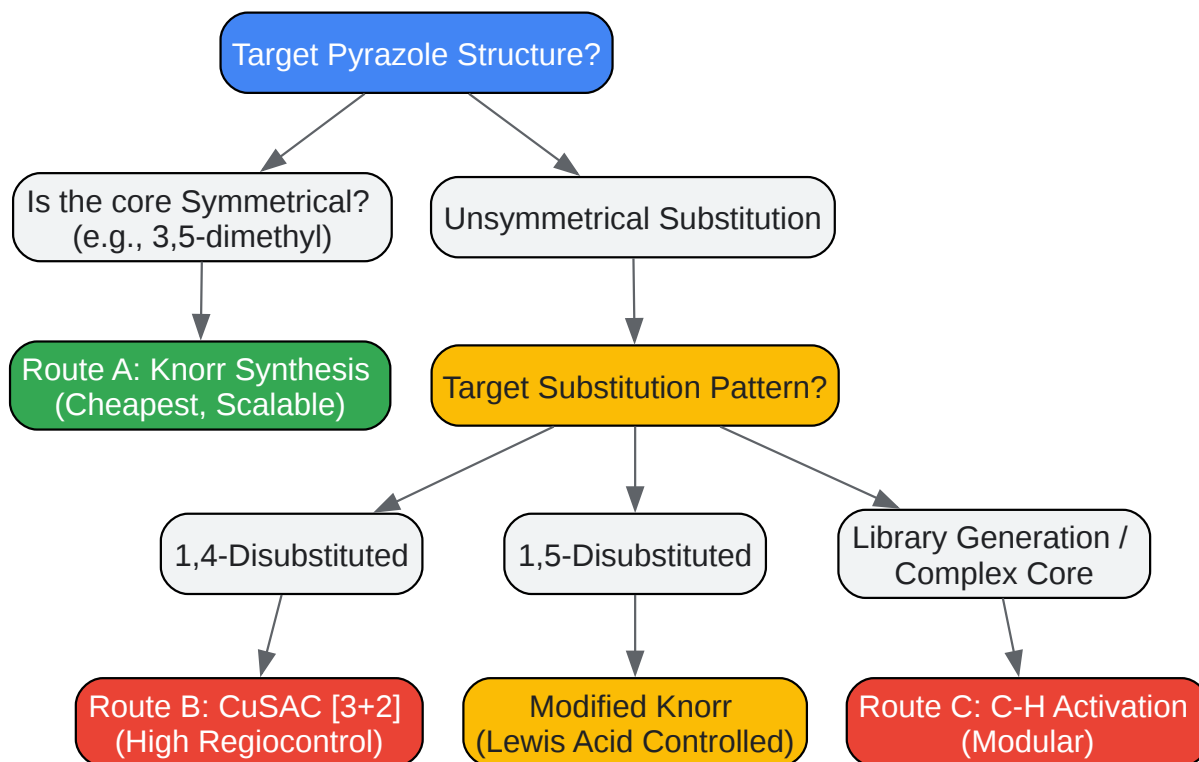 Target Pyrazole Structure?
Is the core Symmetrical?
(e.g., 3,5-dimethyl)
Unsymmetrical Substitution
Route A: Knorr Synthesis
(Cheapest, Scalable)
Target Substitution Pattern?
1,4-Disubstituted
1,5-Disubstituted
Library Generation /
Complex Core
Route B: CuSAC [3+2]
(High Regiocontrol)
Modified Knorr
(Lewis Acid Controlled)
Route C: C-H Activation
(Modular)